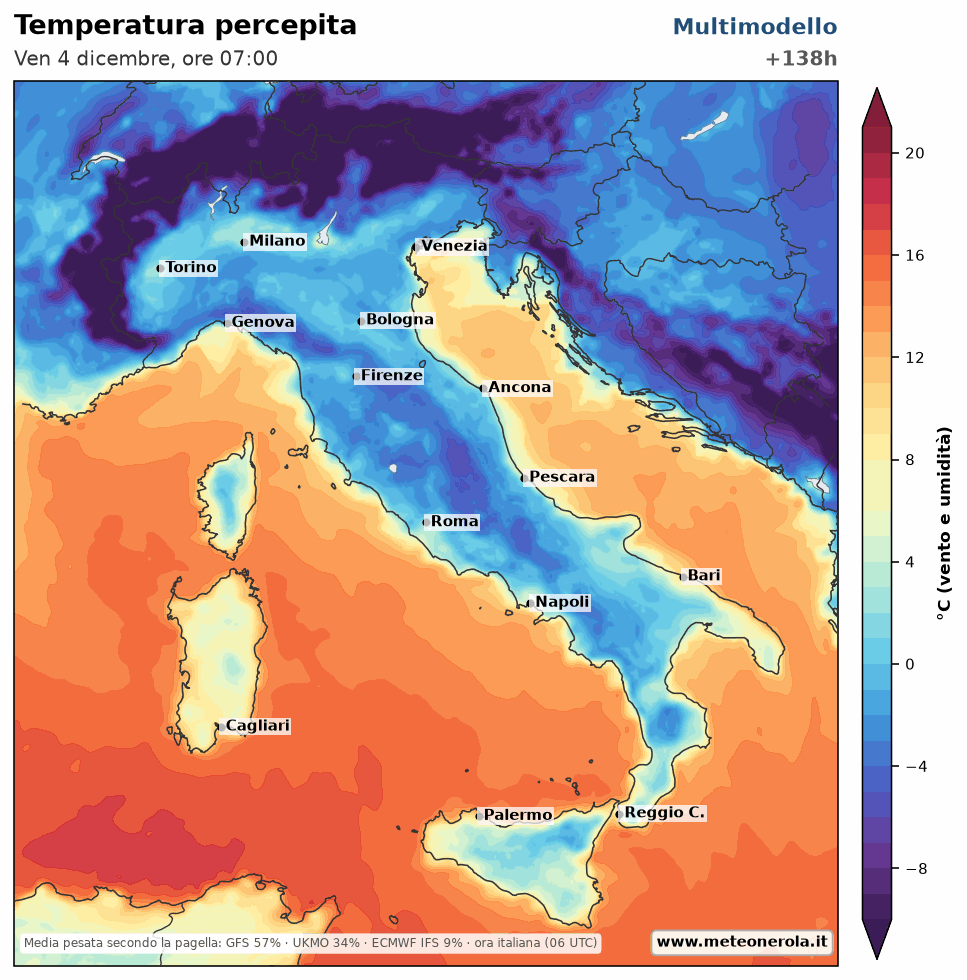 Temperatura percepita
Multimodello
Ven 4 dicembre, ore 07:00
+138h
Milano
Venezia
Torino
Genova
Bologna
Firenze
Ancona
Pescara
Roma
Bari
Napoli
Cagliari
Palermo
Reggio C.
20
16
12
8
4
0
−4
−8
°C (vento e umidità)
Media pesata secondo la pagella: GFS 57% · UKMO 34% · ECMWF IFS 9% · ora italiana (06 UTC)
www.meteonerola.it